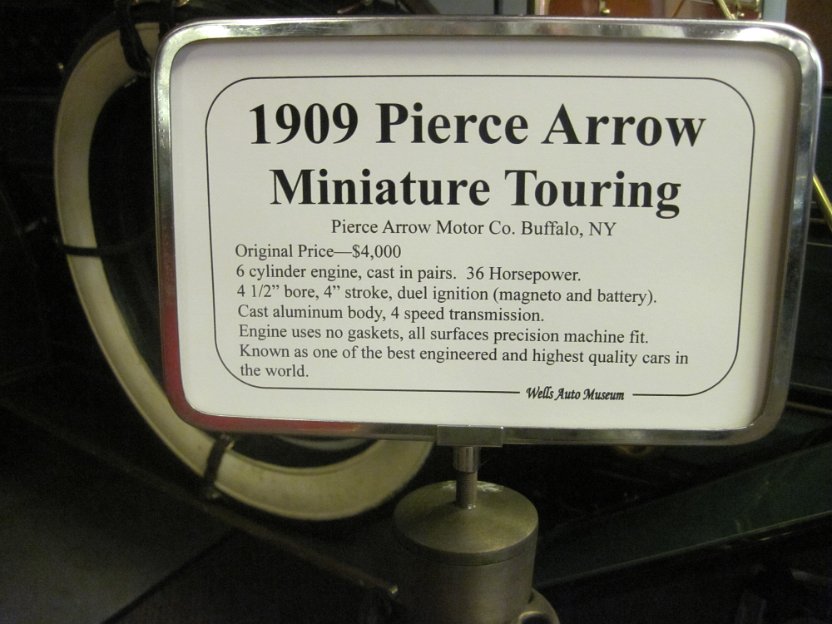 1909 Pierce Arrow
Miniature Touring
Pierce Arrow Motor Co. Buffalo, NY
Original Price—$4,000
6 cylinder engine, cast in pairs.  36 Horsepower.
4 1/2” bore, 4” stroke, duel ignition (magneto and battery).
Cast aluminum body, 4 speed transmission.
Engine uses no gaskets, all surfaces precision machine fit.
Known as one of the best engineered and highest quality cars in
the world.
Wells Auto Museum